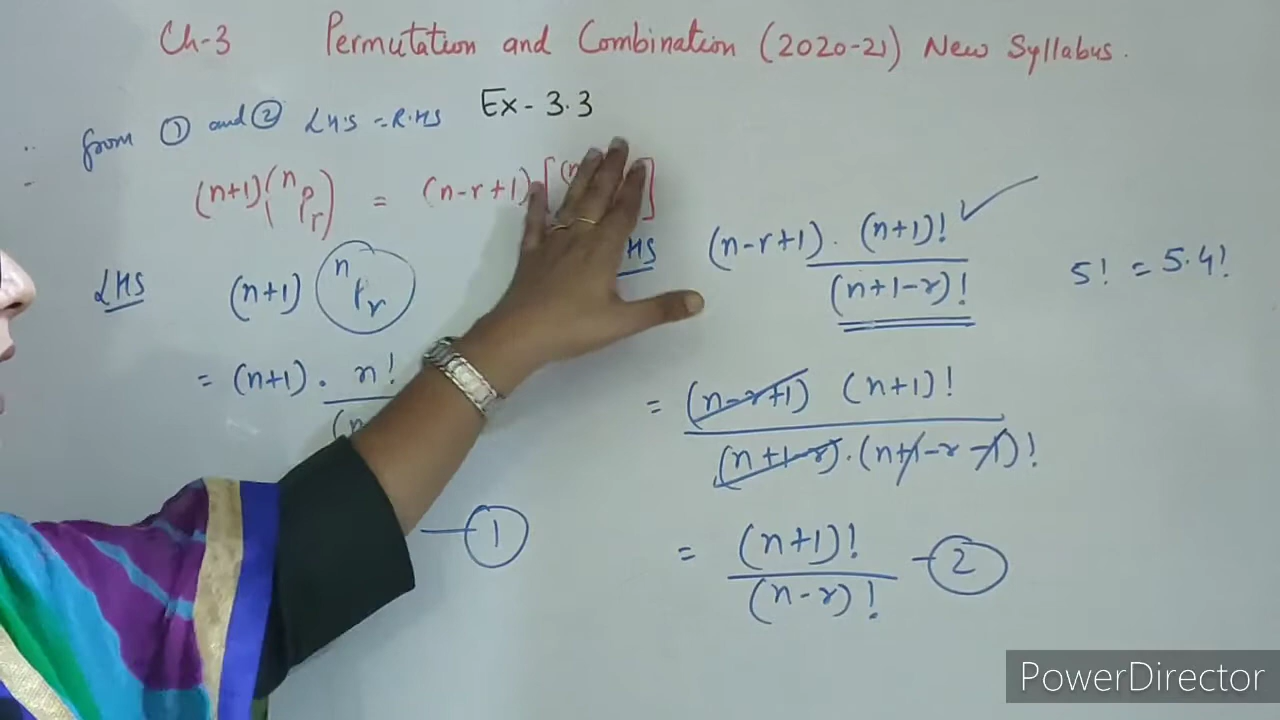 Ch-3 Permutation and Combination (2020-21) New Syllabus.
∴ from ① and ② LHS = R.HS Ex- 3.3
(n+1)(ⁿPᵣ) = (n-r+1) [(n ]
LHS (n+1) ⁿPᵣ
= (n+1) . n!
(n
①
HS (n-r+1) . (n+1)! ✓
(n+1-r)!
5! = 5.4!
= (n-r+1) (n+1)!
(n+1-r).(n+1-r-1)!
= (n+1)! — ②
(n-r)!
PowerDirector